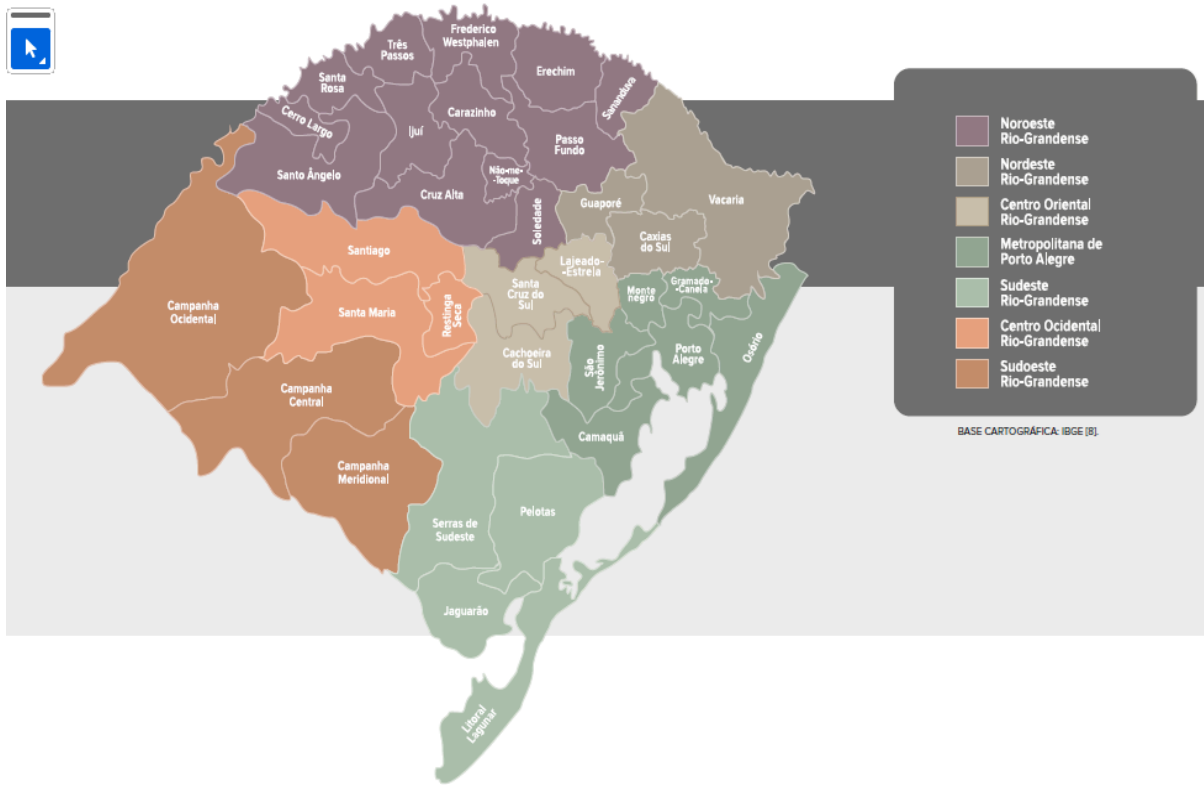 Frederico
Westphalen
Três
Passos
Erechim
Santa
Rosa
Sananduva
Cerro Largo
Ijuí
Carazinho
Passo
Fundo
Santo Ângelo
Não-me-
-Toque
Cruz Alta
Soledade
Guaporé
Vacaria
Caxias
do Sul
Santiago
Lajeado-
-Estrela
Santa
Cruz do
Sul
Monte
negro
Gramado-
-Canela
Campanha
Ocidental
Santa Maria
Restinga
Seca
Cachoeira
do Sul
São
Jerônimo
Porto
Alegre
Osório
Campanha
Central
Camaquã
Campanha
Meridional
Pelotas
Serras de
Sudeste
Jaguarão
Litoral
Lagunar
Noroeste
Rio-Grandense
Nordeste
Rio-Grandense
Centro Oriental
Rio-Grandense
Metropolitana de
Porto Alegre
Sudeste
Rio-Grandense
Centro Ocidental
Rio-Grandense
Sudoeste
Rio-Grandense
BASE CARTOGRÁFICA: IBGE [8].